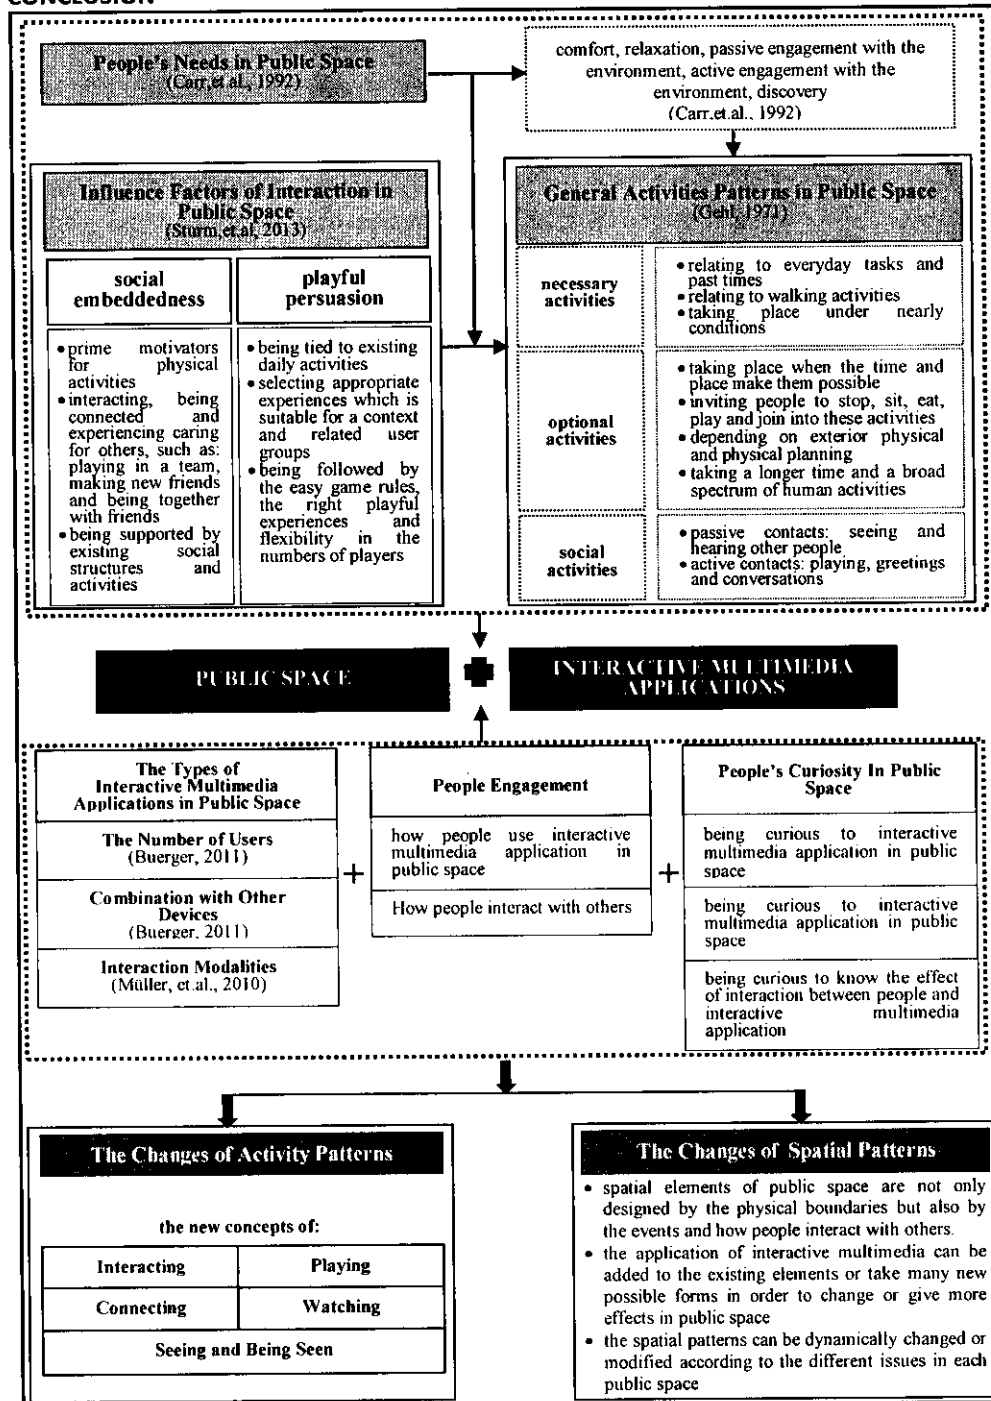 CONCLUSION
People's Needs in Public Space
(Carr,et.al., 1992)
comfort, relaxation, passive engagement with the
environment, active engagement with the
environment, discovery
(Carr,et.al., 1992)
Influence Factors of Interaction in
Public Space
(Sturm,et.al, 2013)
social
embeddedness
playful
persuasion
•prime motivators
for physical
activities
•interacting, being
connected and
experiencing caring
for others, such as:
playing in a team,
making new friends
and being together
with friends
•being supported by
existing social
structures and
activities
•being tied to existing
daily activities
•selecting appropriate
experiences which is
suitable for a context
and related user
groups
•being followed by
the easy game rules,
the right playful
experiences and
flexibility in the
numbers of players
General Activities Patterns in Public Space
(Gehl, 1971)
necessary
activities
•relating to everyday tasks and
past times
•relating to walking activities
•taking place under nearly
conditions
optional
activities
•taking place when the time and
place make them possible
•inviting people to stop, sit, eat,
play and join into these activities
•depending on exterior physical
and physical planning
•taking a longer time and a broad
spectrum of human activities
social
activities
•passive contacts: seeing and
hearing other people
•active contacts: playing, greetings
and conversations
PUBLIC SPACE
INTERACTIVE MULTIMEDIA
APPLICATIONS
The Types of
Interactive Multimedia
Applications in Public Space
The Number of Users
(Buerger, 2011)
Combination with Other
Devices
(Buerger, 2011)
Interaction Modalities
(Müller, et.al., 2010)
+
People Engagement
how people use interactive
multimedia application in
public space
How people interact with others
+
People's Curiosity In Public
Space
being curious to interactive
multimedia application in public
space
being curious to interactive
multimedia application in public
space
being curious to know the effect
of interaction between people and
interactive multimedia
application
The Changes of Activity Patterns
the new concepts of:
Interacting
Playing
Connecting
Watching
Seeing and Being Seen
The Changes of Spatial Patterns
• spatial elements of public space are not only
designed by the physical boundaries but also by
the events and how people interact with others.
• the application of interactive multimedia can be
added to the existing elements or take many new
possible forms in order to change or give more
effects in public space
• the spatial patterns can be dynamically changed or
modified according to the different issues in each
public space